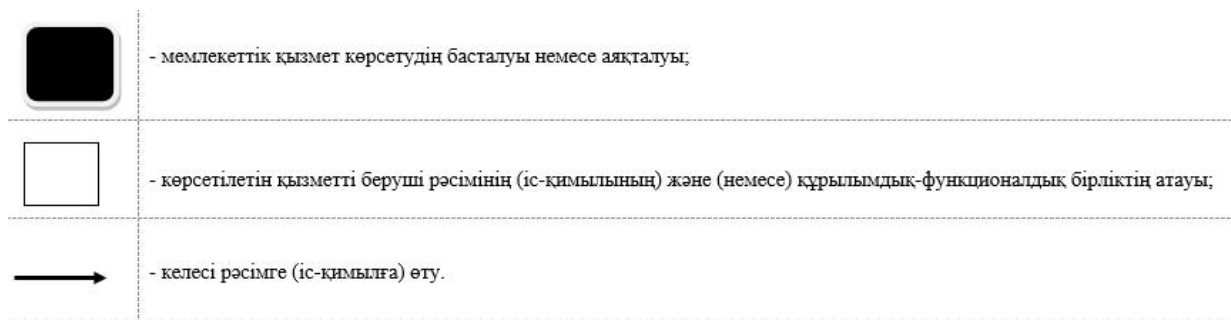 - мемлекеттік қызмет көрсетудің басталуы немесе аяқталуы;
- көрсетілетін қызметті беруші рәсімінің (іс-қимылының) және (немесе) құрылымдық-функционалдық бірліктің атауы;
- келесі рәсімге (іс-қимылға) өту.